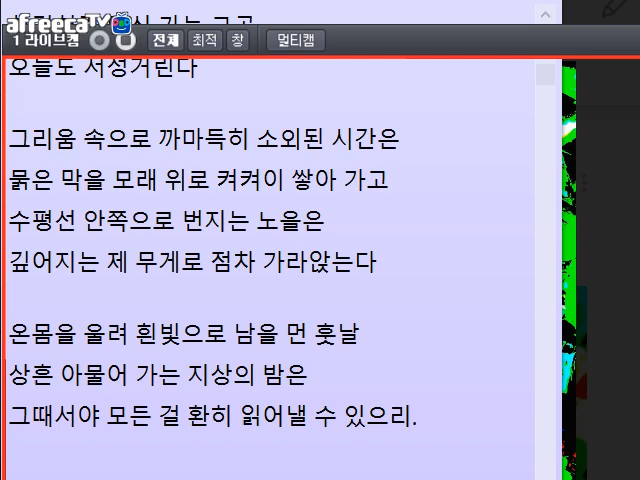 afreecaTV
1 라이브캠 전체 최적 창 멀티캠
오늘도 서성거린다
그리움 속으로 까마득히 소외된 시간은
묽은 막을 모래 위로 켜켜이 쌓아 가고
수평선 안쪽으로 번지는 노을은
깊어지는 제 무게로 점차 가라앉는다
온몸을 울려 흰빛으로 남을 먼 훗날
상흔 아물어 가는 지상의 밤은
그때서야 모든 걸 환히 읽어낼 수 있으리.